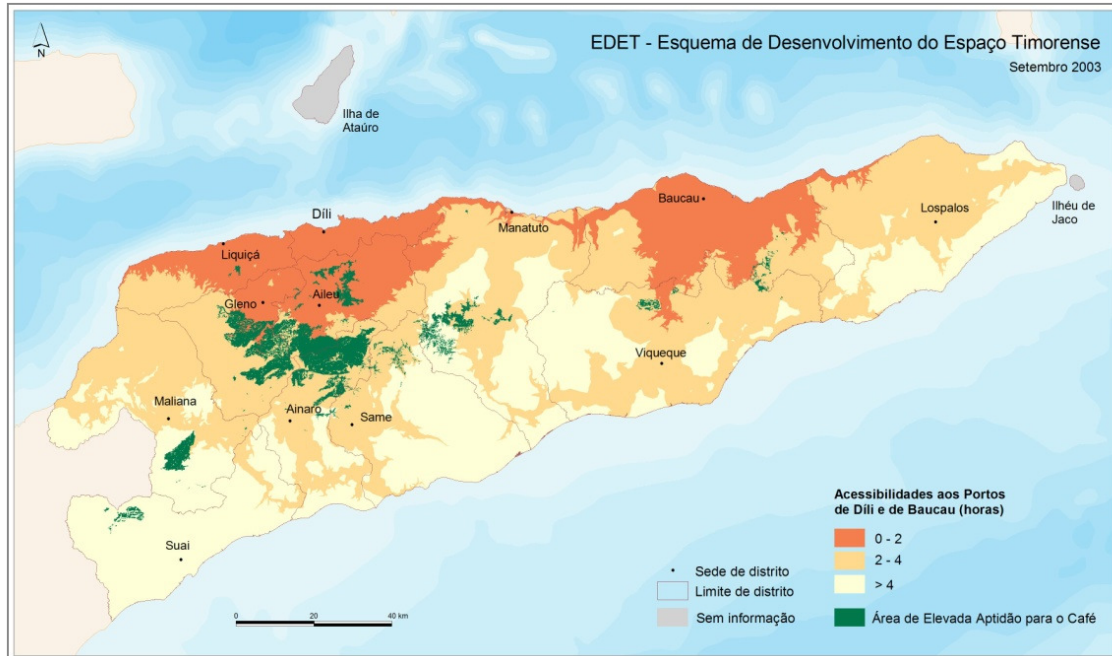 EDET - Esquema de Desenvolvimento do Espaço Timorense
Setembro 2003
N
Ilha de
Ataúro
Baucau
Ilhéu de
Jaco
Díli
Manatuto
Lospalos
Liquiçá
Gleno
Aileu
Viqueque
Maliana
Ainaro
Same
Suai
Acessibilidades aos Portos
de Díli e de Baucau (horas)
0 - 2
2 - 4
> 4
Área de Elevada Aptidão para o Café
Sede de distrito
Limite de distrito
Sem informação
0 20 40 km